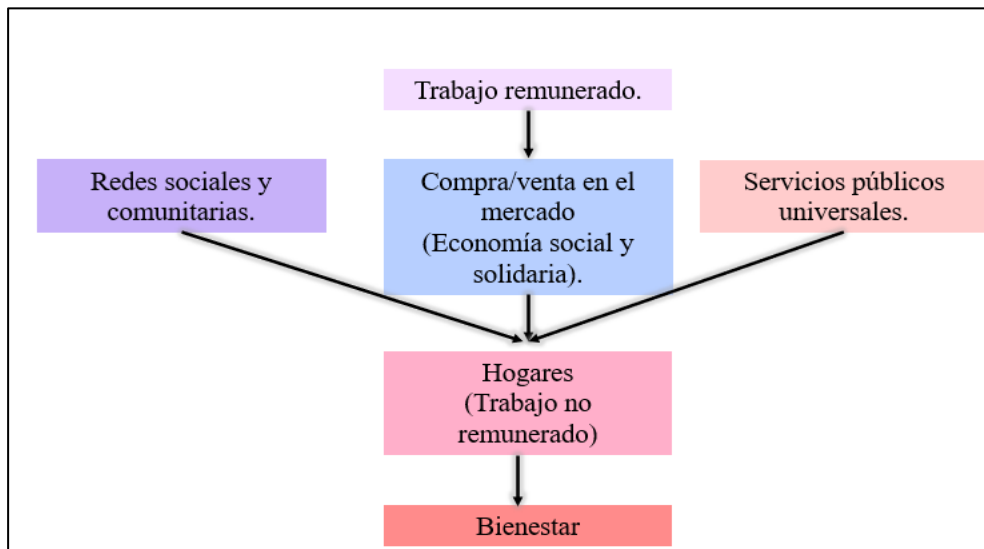 Trabajo remunerado.
Redes sociales y
comunitarias.
Compra/venta en el
mercado
(Economía social y
solidaria).
Servicios públicos
universales.
Hogares
(Trabajo no
remunerado)
Bienestar